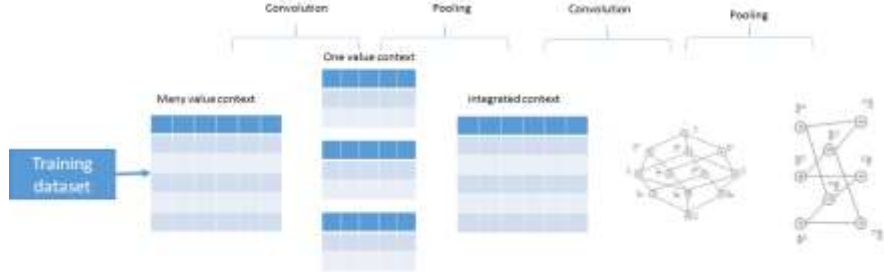 Convolution
Pooling
Convolution
Pooling
One value context
Many value context
Integrated context
Training
dataset